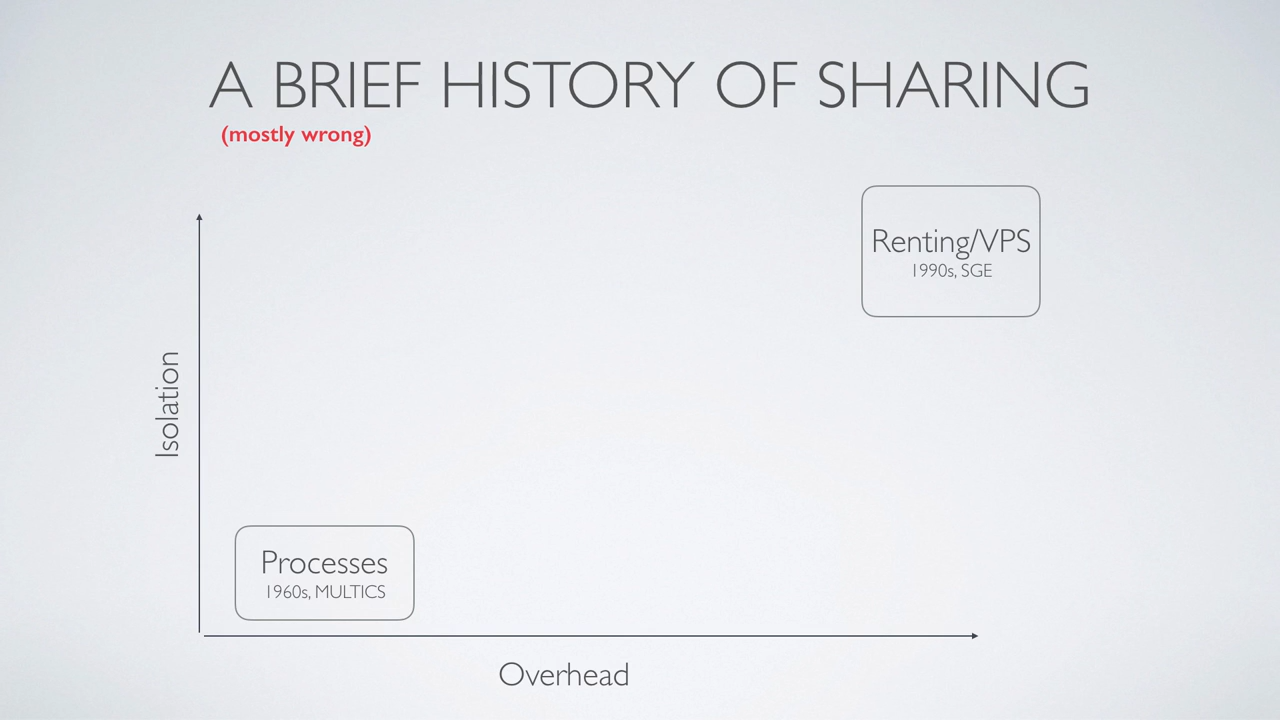 A BRIEF HISTORY OF SHARING
(mostly wrong)
Renting/VPS
1990s, SGE
Isolation
Processes
1960s, MULTICS
Overhead